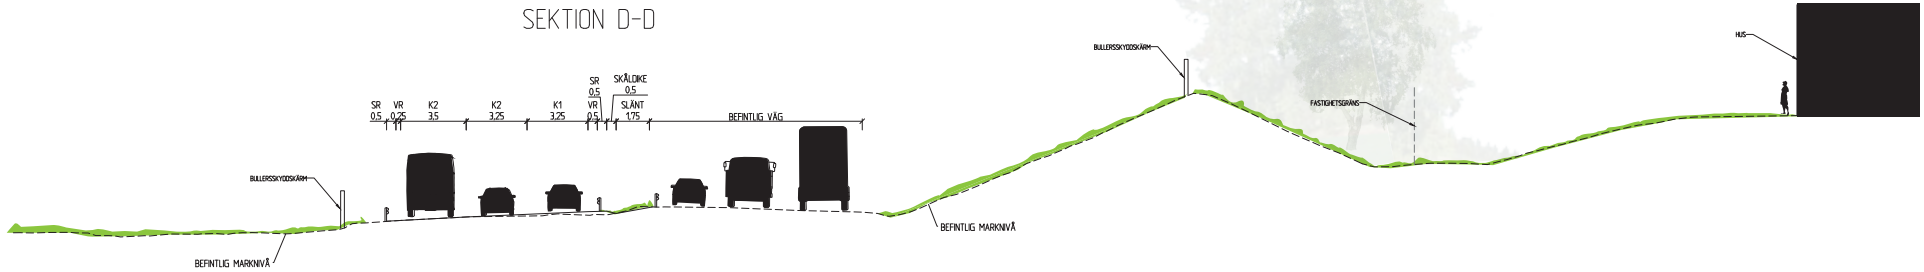 SEKTION D-D
BULLERSSKYDDSKÄRM
HUS
SR
0,5
SKÅLDIKE
0,5
SR
0,5
VR
0,25
K2
3,5
K2
3,25
K1
3,25
VR
0,5
SLÄNT
1,75
BEFINTLIG VÄG
FASTIGHETSGRÄNS
BULLERSSKYDDSKÄRM
BEFINTLIG MARKNIVÅ
BEFINTLIG MARKNIVÅ